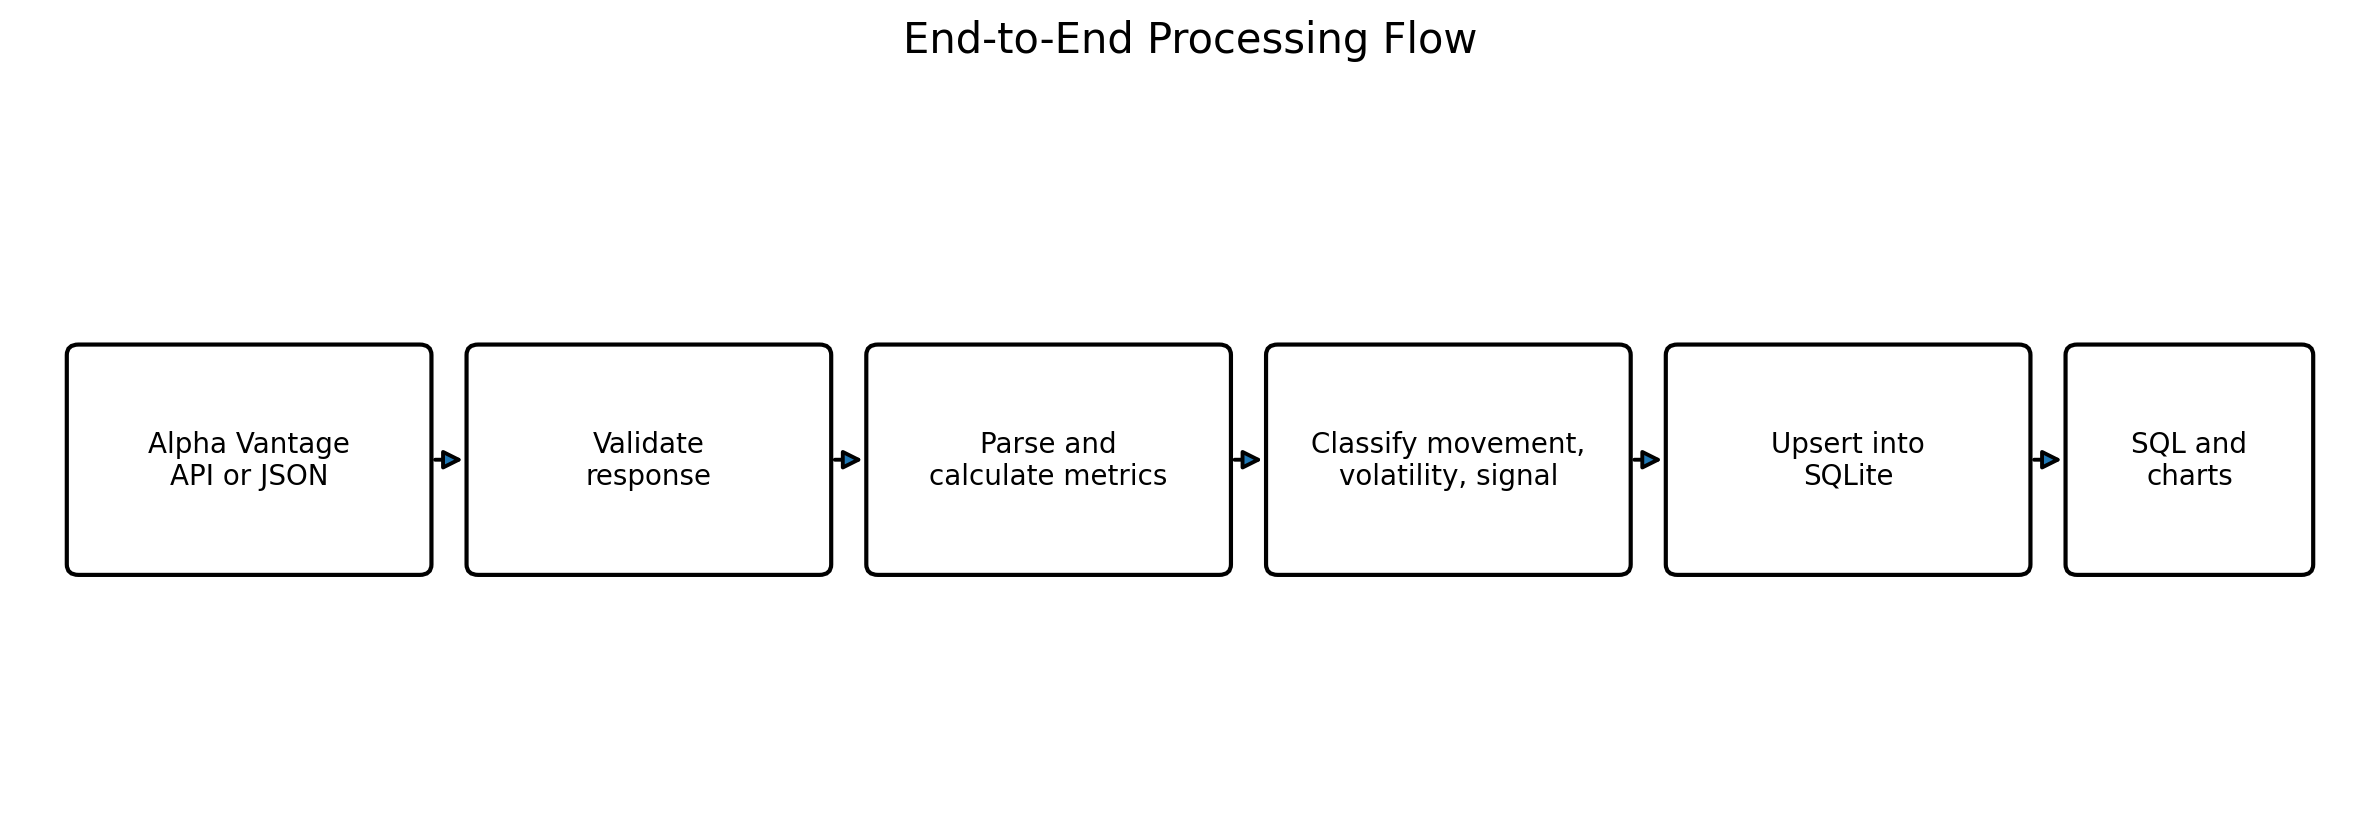 End-to-End Processing Flow
Alpha Vantage
API or JSON
Validate
response
Parse and
calculate metrics
Classify movement,
volatility, signal
Upsert into
SQLite
SQL and
charts